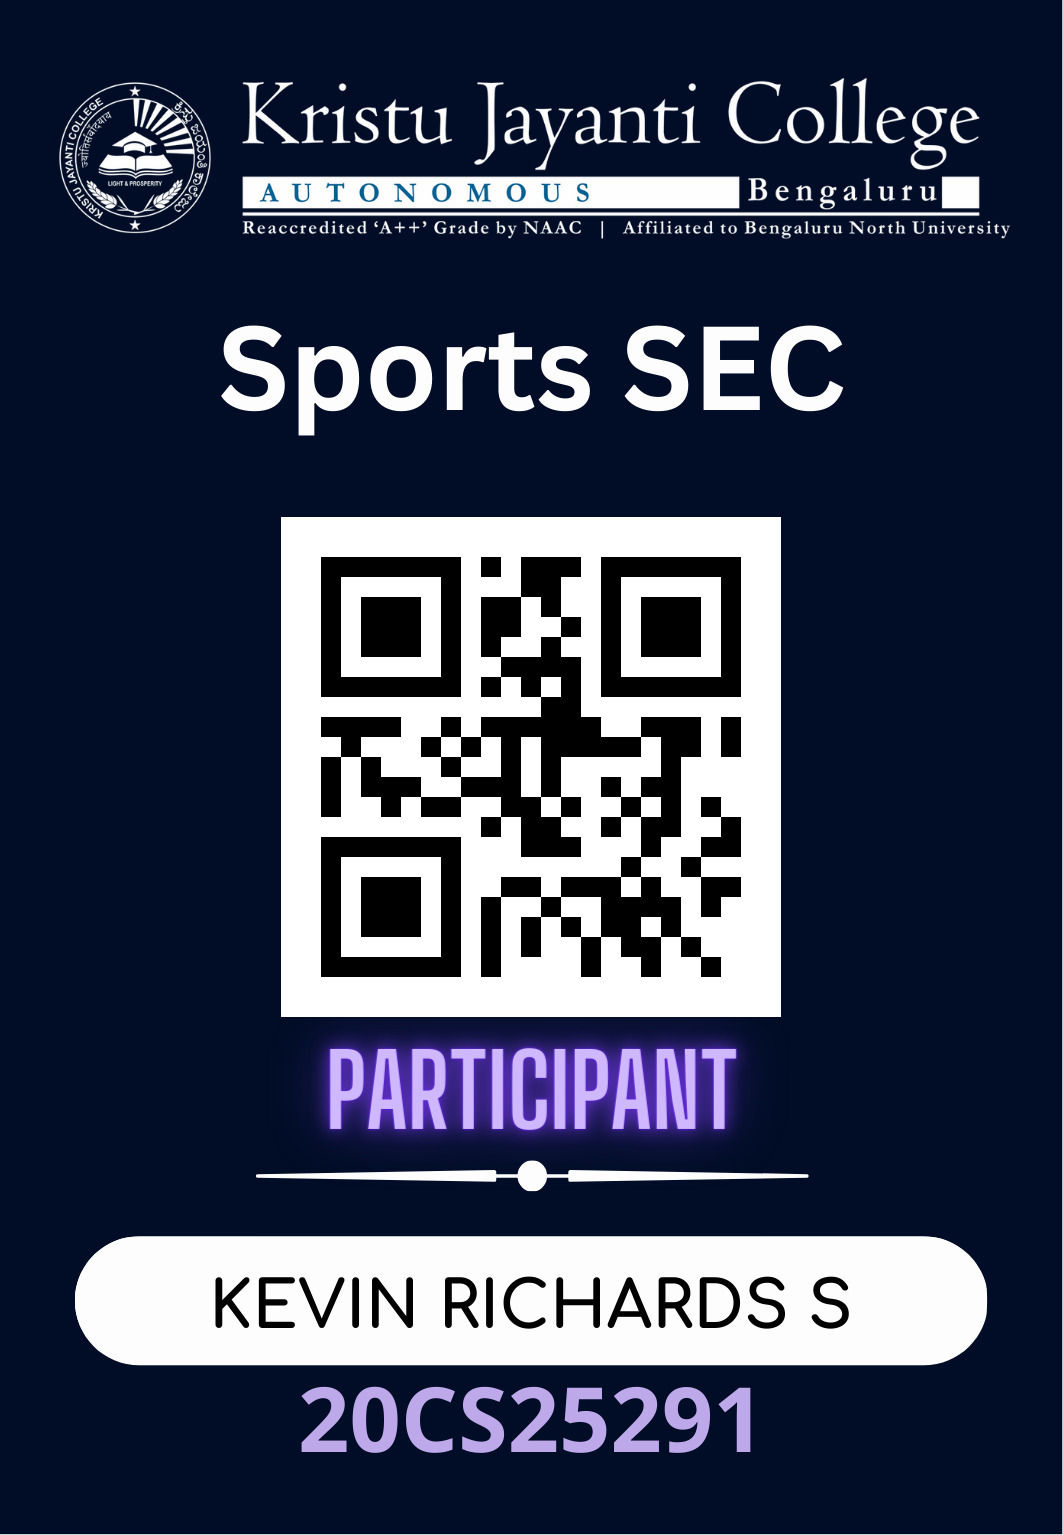 Kristu Jayanti College
AUTONOMOUS Bengaluru
Reaccredited ‘A++’ Grade by NAAC | Affiliated to Bengaluru North University
KRISTU JAYANTI COLLEGE
ಕ್ರಿಸ್ತು ಜಯಂತಿ ಕಾಲೇಜು
LIGHT & PROSPERITY
Sports SEC
PARTICIPANT
KEVIN RICHARDS S
20CS25291